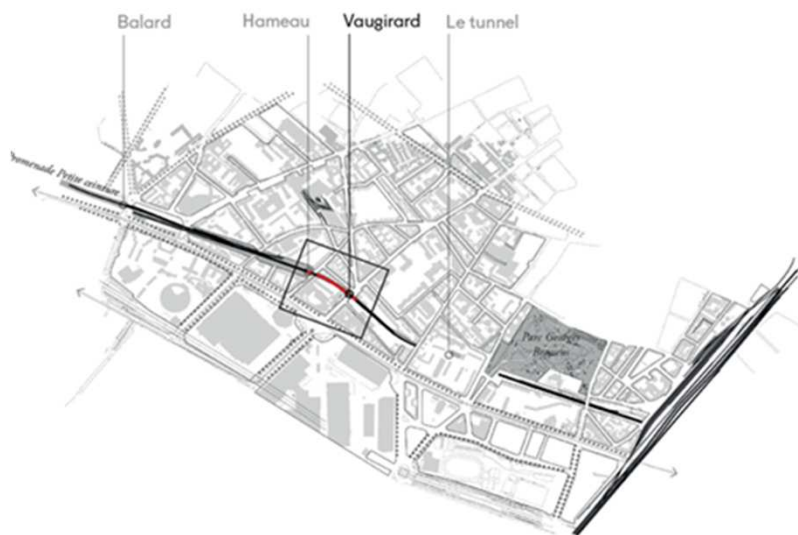 Balard
Hameau
Vaugirard
Le tunnel
Promenade Petite ceinture
Parc Georges
Brassens